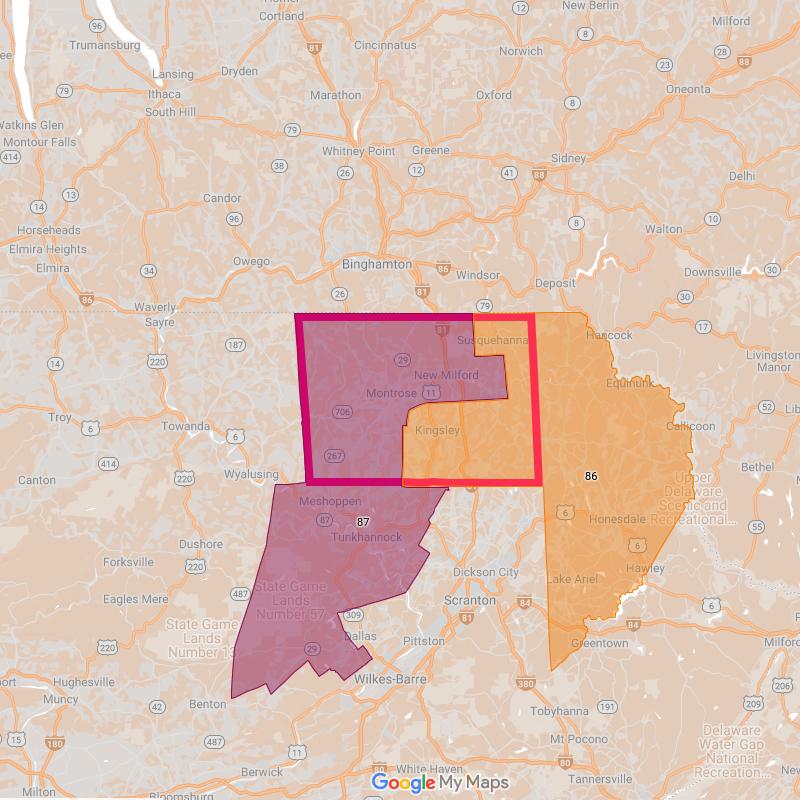 Homer
New Berlin
12
96
Cortland
Milford
Trumansburg
81
Cincinnatus
8
Norwich
28
88
Lansing
Dryden
23
79
Ithaca
Marathon
Oxford
Oneonta
South Hill
8
Watkins Glen
79
Montour Falls
Whitney Point
Greene
414
38
26
12
41
Sidney
88
Delhi
13
14
Candor
96
10
Horseheads
8
Walton
Elmira Heights
Owego
Binghamton
Elmira
34
86
Windsor
Downsville
30
Deposit
86
26
81
30
Waverly
79
Sayre
17
187
81
Susquehanna
Hancock
220
29
Livingston
Manor
14
New Milford
Equinunk
Montrose
11
52
706
Troy
6
Towanda
Callicoon
Kingsley
6
414
267
Bethel
Canton
220
Wyalusing
86
Upper
Delaware
Scenic and
Recreational...
Meshoppen
87
87
6
Honesdale
55
Tunkhannock
Dushore
6
Forksville
220
Dickson City
Hawley
Lake Ariel
State Game
Lands
Number 57
487
Eagles Mere
Scranton
84
6
309
81
84
State Game
Lands
Number 13
Dallas
Pittston
Greentown
Milford
220
29
Wilkes-Barre
Hughesville
380
Muncy
42
Benton
Tobyhanna
191
209
15
180
487
11
Mt Pocono
Delaware
Water Gap
National
Recreation...
Berwick
White Haven
80
80
Tannersville
Milton
Bloomsburg
Google My Maps